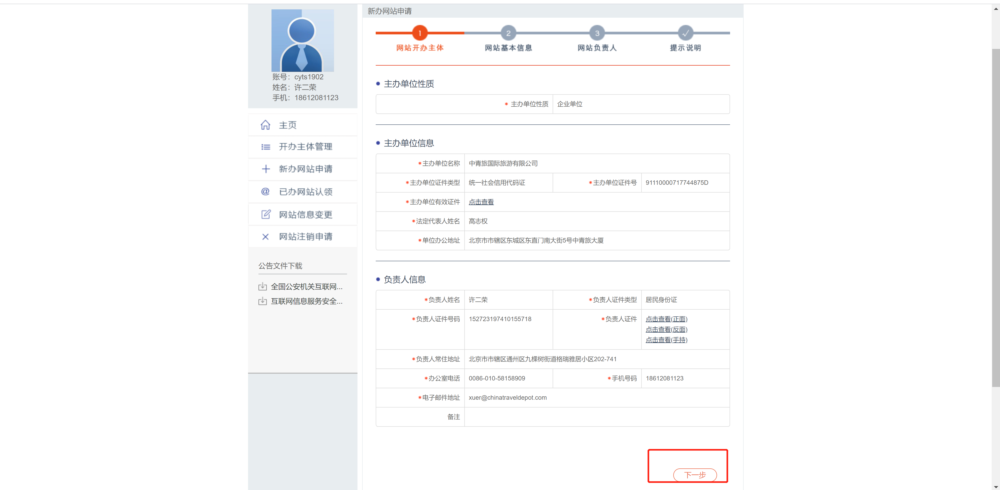 账号：cyts1902
姓名：许二荣
手机：18612081123
主页
开办主体管理
新办网站申请
@ 已办网站认领
网站信息变更
网站注销申请
公告文件下载
全国公安机关互联网...
互联网信息服务安全...
新办网站申请
1 2 3
网站开办主体 网站基本信息 网站负责人 提示说明
主办单位性质
* 主办单位性质 企业单位
主办单位信息
*主办单位名称 中青旅国际旅游有限公司
*主办单位证件类型 统一社会信用代码证 *主办单位证件号 91110000717744875D
*主办单位有效证件 点击查看
*法定代表人姓名 高志权
*单位办公地址 北京市市辖区东城区东直门南大街5号中青旅大厦
负责人信息
*负责人姓名 许二荣 *负责人证件类型 居民身份证
*负责人证件号码 152723197410155718 *负责人证件 点击查看(正面)
点击查看(反面)
点击查看(手持)
*负责人常住地址 北京市市辖区通州区九棵树街道格瑞雅居小区202-741
*办公室电话 0086-010-58158909 *手机号码 18612081123
*电子邮件地址 xuer@chinatraveldepot.com
备注
下一步